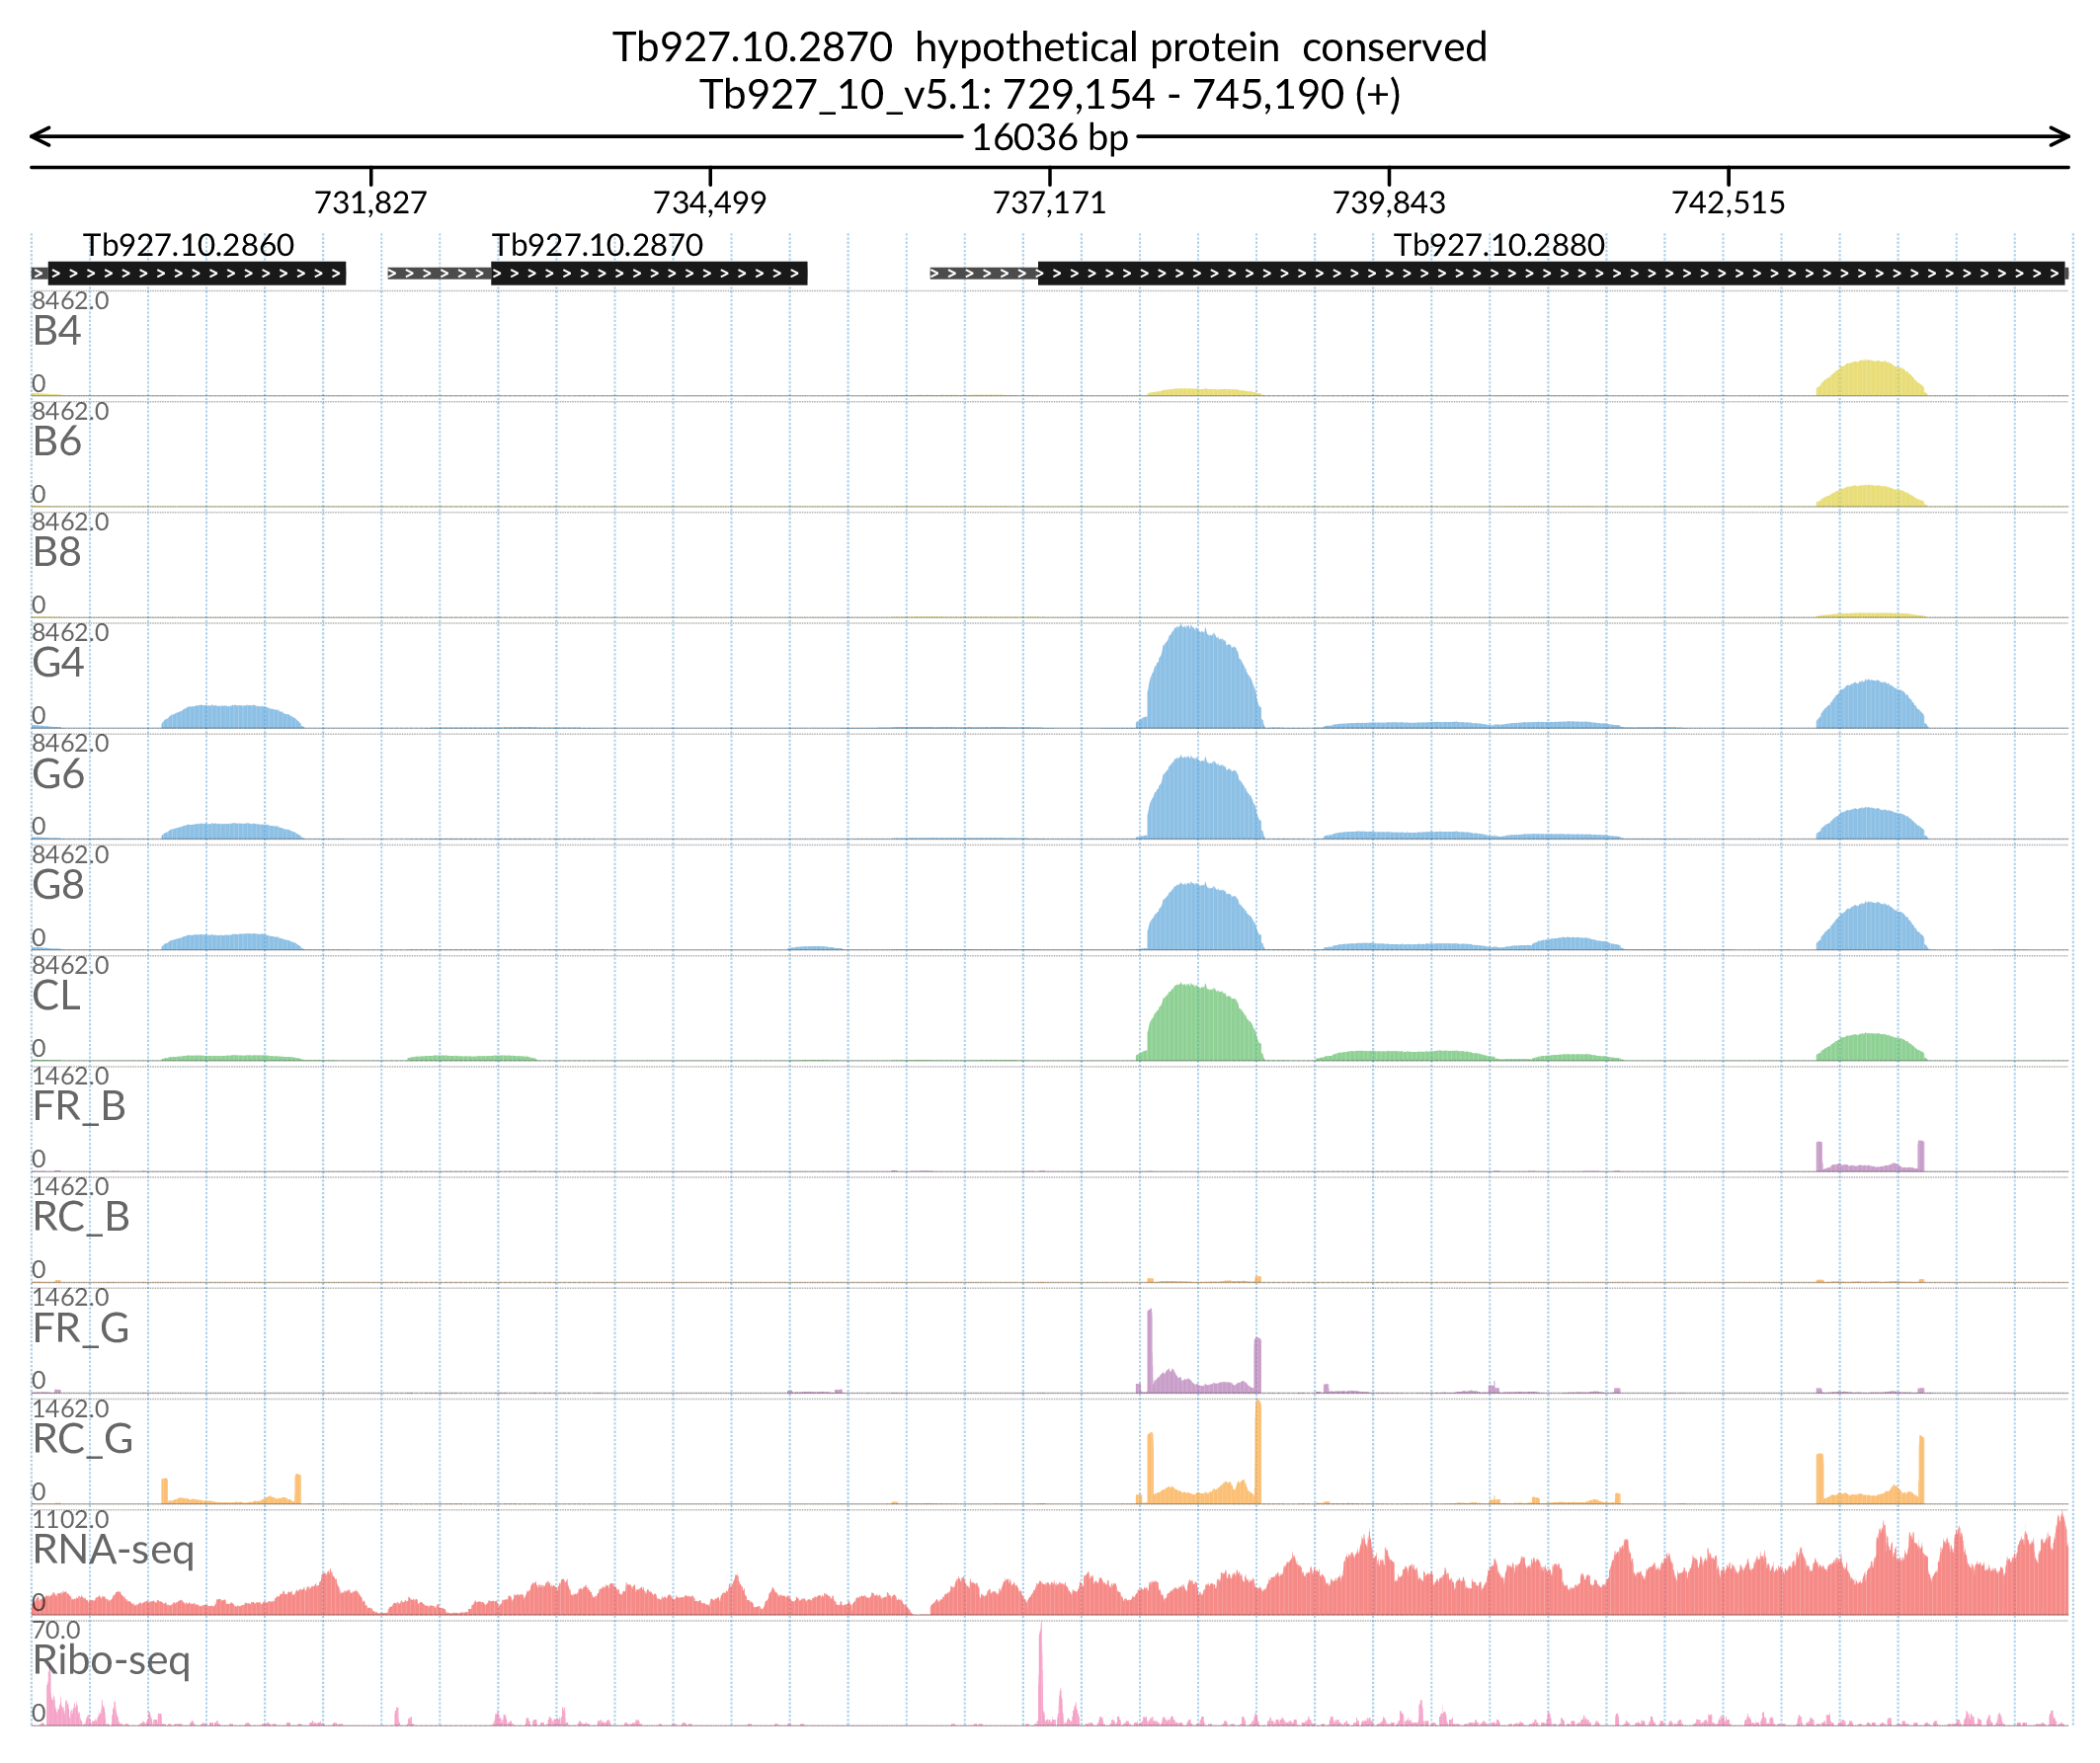 Tb927.10.2870 hypothetical protein conserved
Tb927_10_v5.1: 729,154 - 745,190 (+)
16036 bp
731,827 734,499 737,171 739,843 742,515
Tb927.10.2860 Tb927.10.2870 Tb927.10.2880
8462.0
B4
0
8462.0
B6
0
8462.0
B8
0
8462.0
G4
0
8462.0
G6
0
8462.0
G8
0
8462.0
CL
0
1462.0
FR_B
0
1462.0
RC_B
0
1462.0
FR_G
0
1462.0
RC_G
0
1102.0
RNA-seq
0
70.0
Ribo-seq
0